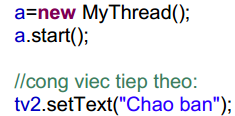 a=new MyThread();
a.start();
//cong viec tiep theo:
tv2.setText("Chao ban");